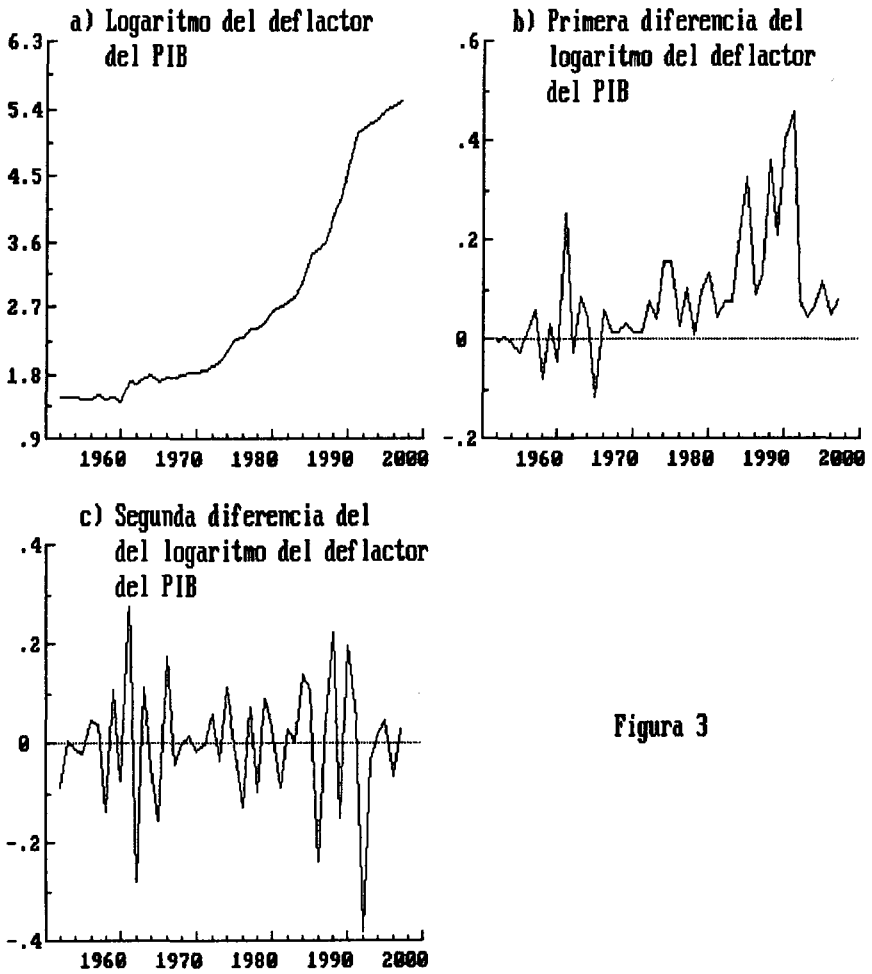 a) Logaritmo del deflactor
del PIB
6.3
5.4
4.5
3.6
2.7
1.8
.9
1960 1970 1980 1990 2000
b) Primera diferencia del
logaritmo del deflactor
del PIB
.6
.4
.2
0
-.2
1960 1970 1980 1990 2000
c) Segunda diferencia del
del logaritmo del deflactor
del PIB
.4
.2
0
-.2
-.4
1960 1970 1980 1990 2000
Figura 3